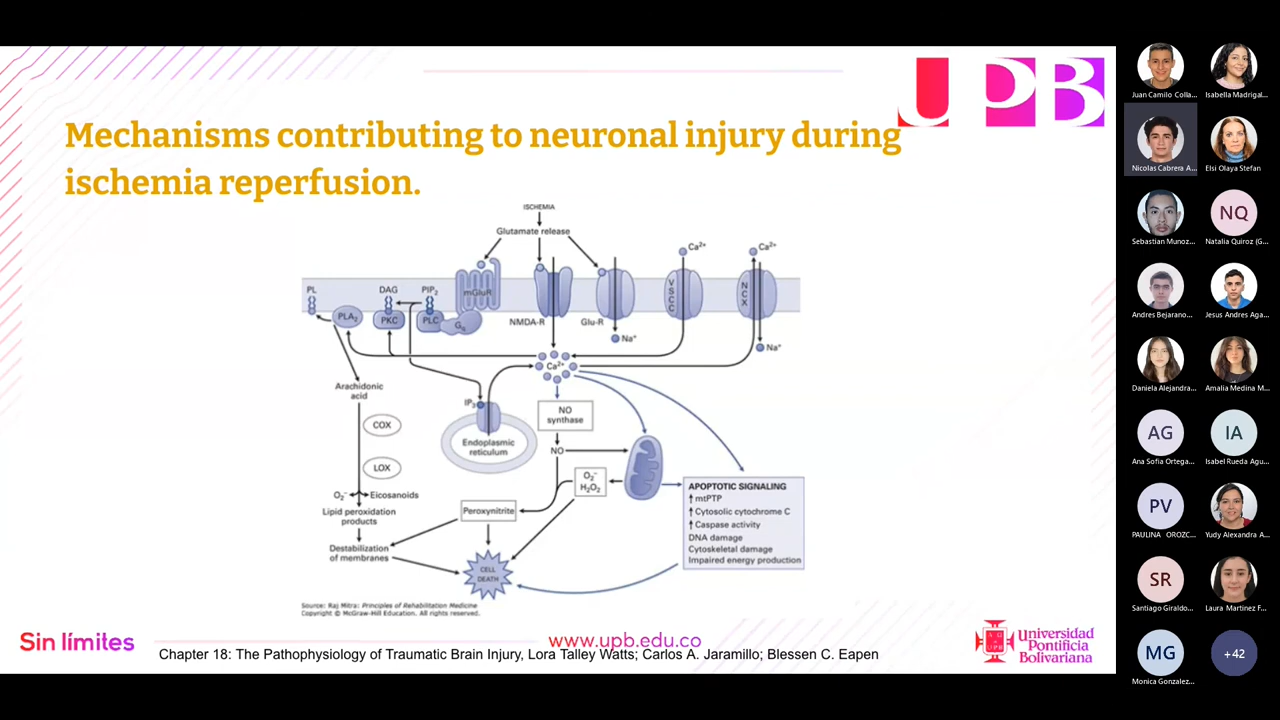 UPB
Mechanisms contributing to neuronal injury during
ischemia reperfusion.
ISCHEMIA
Glutamate release
Ca²⁺
Ca²⁺
PL
DAG
PIP₂
mGluR
VSCC
NCX
PLA₂
PKC
PLC
Gq
NMDA-R
Glu-R
Na⁺
Na⁺
Ca²⁺
Arachidonic
acid
IP₃
NO
synthase
COX
Endoplasmic
reticulum
NO
LOX
O₂⁻
H₂O₂
APOPTOTIC SIGNALING
↑ mtPTP
↑ Cytosolic cytochrome C
↑ Caspase activity
DNA damage
Cytoskeletal damage
Impaired energy production
O₂⁻
Eicosanoids
Lipid peroxidation
products
Peroxynitrite
Destabilization
of membranes
CELL
DEATH
Source: Raj Mitra: Principles of Rehabilitation Medicine
Copyright © McGraw-Hill Education. All rights reserved.
Sin límites
www.upb.edu.co
Universidad
Pontificia
Bolivariana
Chapter 18: The Pathophysiology of Traumatic Brain Injury, Lora Talley Watts; Carlos A. Jaramillo; Blessen C. Eapen
Juan Camilo Colla...
Isabella Madrigal...
Nicolas Cabrera A...
Elsi Olaya Stefan
Sebastian Munoz...
NQ
Natalia Quiroz (G...
Andres Bejarano...
Jesus Andres Aga...
Daniela Alejandra...
Amalia Medina M...
AG
Ana Sofia Ortega...
IA
Isabel Rueda Agu...
PV
PAULINA OROZC...
Yudy Alexandra A...
SR
Santiago Giraldo...
Laura Martinez F...
MG
Monica Gonzalez...
+42